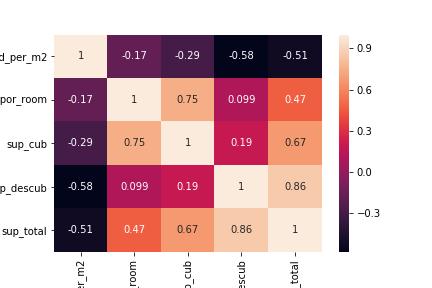 d_per_m2 1 -0.17 -0.29 -0.58 -0.51 0.9
por_room -0.17 1 0.75 0.099 0.47 0.6
sup_cub -0.29 0.75 1 0.19 0.67 0.3
p_descub -0.58 0.099 0.19 1 0.86 0.0
sup_total -0.51 0.47 0.67 0.86 1 −0.3
er_m2
_room
p_cub
escub
_total